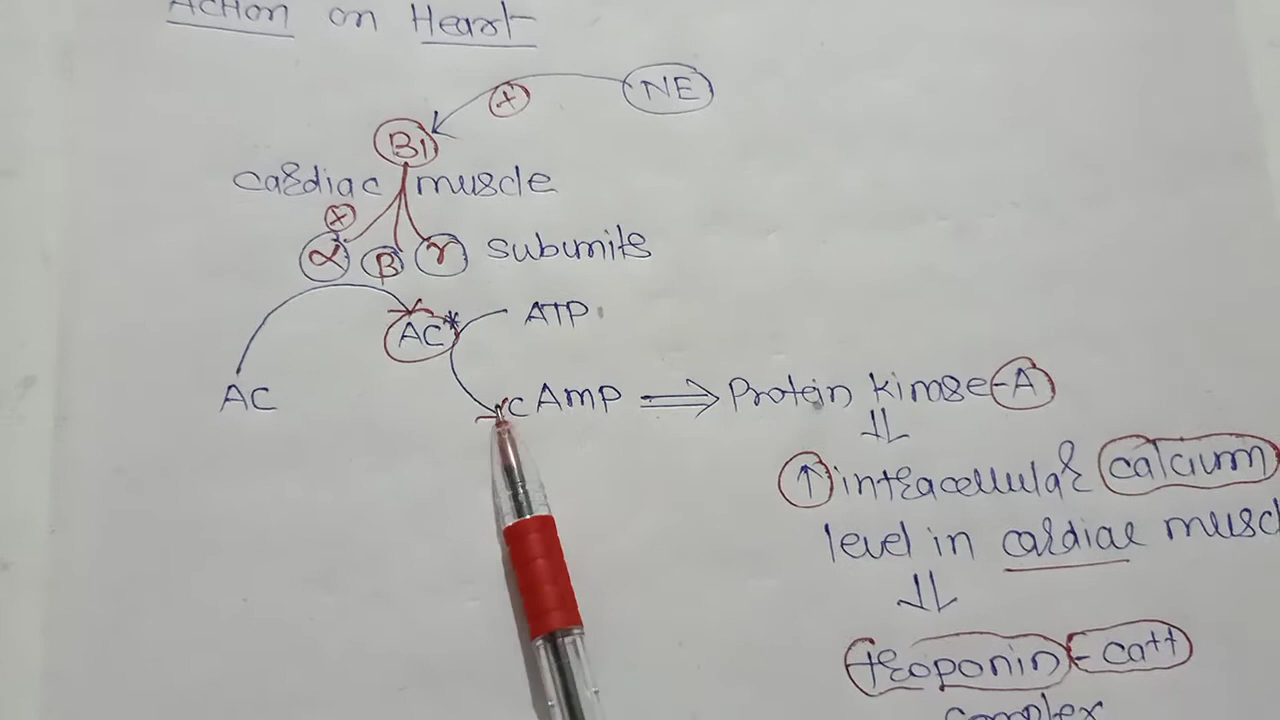 Action on Heart
+ NE
B1
cardiac muscle
+
α B γ subunits
AC* ATP
AC cAmp ⇒ Protein kinase-A
⇓
↑ intracellular calcium
level in cardiac musc
⇓
troponin - ca++
complex